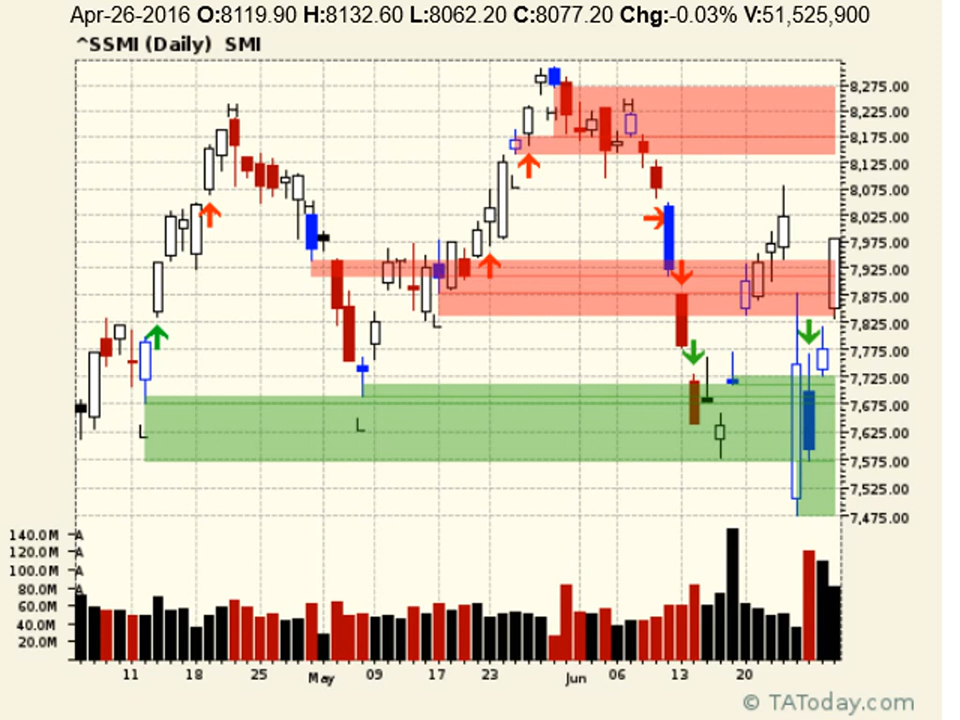 Apr-26-2016 O:8119.90 H:8132.60 L:8062.20 C:8077.20 Chg:-0.03% V:51,525,900
^SSMI (Daily) SMI
8,275.00
8,225.00
8,175.00
8,125.00
8,075.00
8,025.00
7,975.00
7,925.00
7,875.00
7,825.00
7,775.00
7,725.00
7,675.00
7,625.00
7,575.00
7,525.00
7,475.00
H
H
H
H
L
L
L
L
140.0M A
120.0M A
100.0M A
80.0M A
60.0M
40.0M
20.0M
11 18 25 May 09 17 23 Jun 06 13 20
© TAToday.com